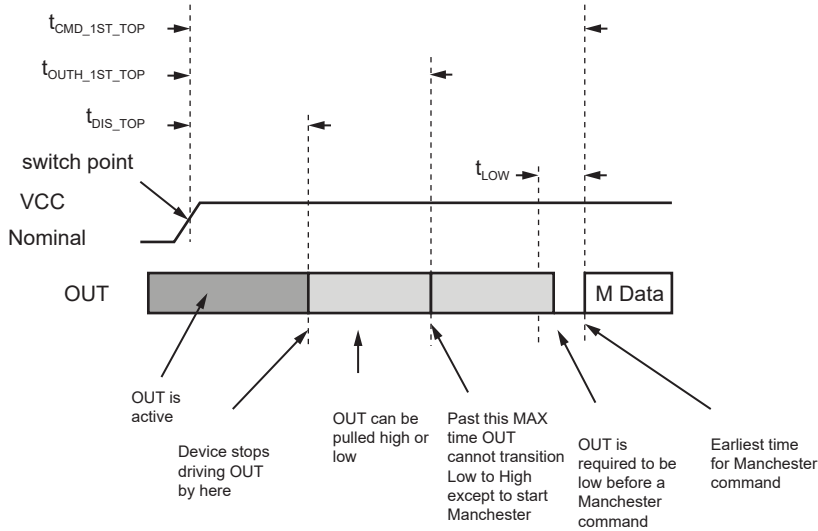 tCMD_1ST_TOP
tOUTH_1ST_TOP
tDIS_TOP
switch point
tLOW
VCC
Nominal
OUT
M Data
OUT is
active
Device stops
driving OUT
by here
OUT can be
pulled high or
low
Past this MAX
time OUT
cannot transition
Low to High
except to start
Manchester
OUT is
required to be
low before a
Manchester
command
Earliest time
for Manchester
command